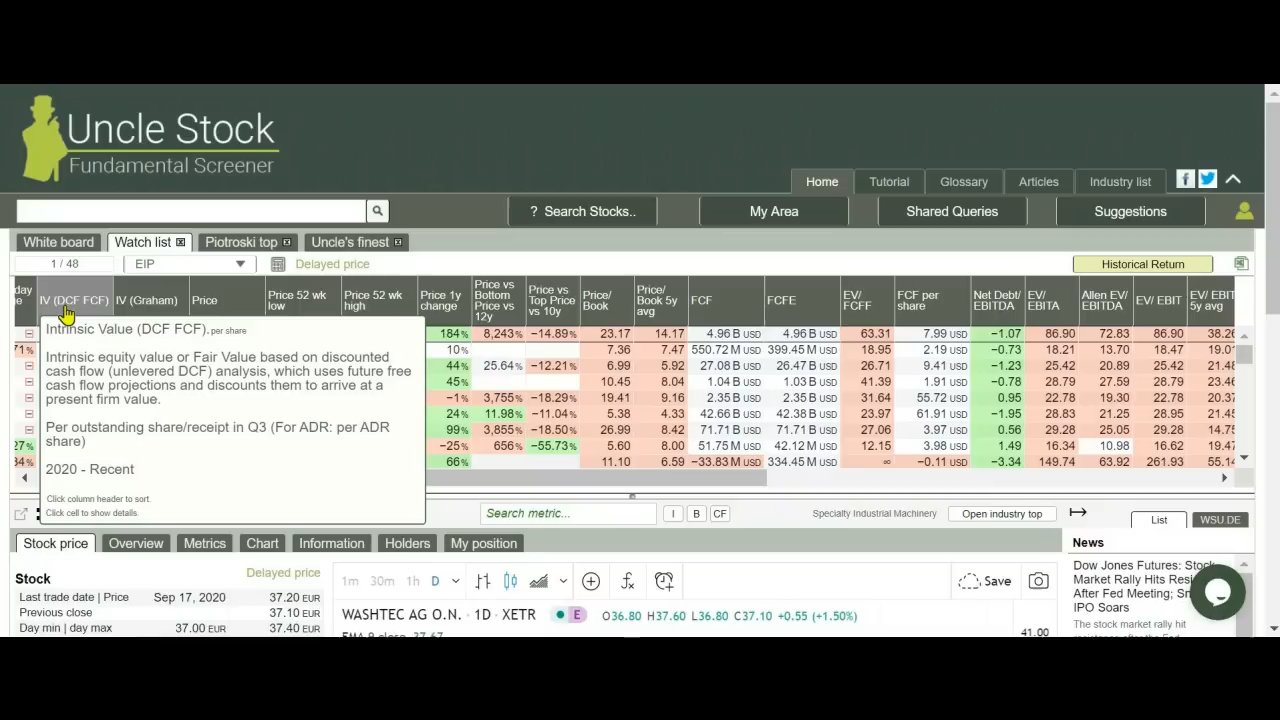 Uncle Stock
Fundamental Screener
Home Tutorial Glossary Articles Industry list
? Search Stocks.. My Area Shared Queries Suggestions
White board Watch list Piotroski top Uncle's finest
1 / 48 EIP Delayed price Historical Return
IV (DCF FCF) IV (Graham) Price Price 52 wk low Price 52 wk high Price 1y change Price vs Bottom Price vs 12y Price vs Top Price vs 10y Price/ Book Price/ Book 5y avg FCF FCFE EV/ FCFF FCF per share Net Debt/ EBITDA EV/ EBITA Allen EV/ EBITDA EV/ EBIT EV/ EBIT 5y avg
184% 8,243% −14.89% 23.17 14.17 4.96 B USD 4.96 B USD 63.31 7.99 USD −1.07 86.90 72.83 86.90 38.26
71% 10% 7.36 7.47 550.72 M USD 399.45 M USD 18.95 2.19 USD −0.73 18.21 13.70 18.47 19.01
44% 25.64% −12.21% 6.99 5.92 27.08 B USD 26.47 B USD 26.71 9.41 USD −1.23 25.42 20.89 25.42 21.48
45% 10.45 8.04 1.04 B USD 1.03 B USD 41.39 1.91 USD −0.78 28.79 27.59 28.79
−1% 3,755% −18.29% 19.41 9.16 2.35 B USD 2.35 B USD 31.64 55.72 USD 0.95 22.78 19.30 22.78
24% 11.98% −11.04% 5.38 4.33 42.66 B USD 42.38 B USD 23.97 61.91 USD −1.95 28.83 21.25 28.95
99% 3,855% −18.50% 26.99 8.42 71.71 B USD 71.71 B USD 27.06 3.97 USD 0.56 29.28 25.05 29.28 14.75
27% −25% 656% −55.73% 5.60 8.00 51.75 M USD 42.12 M USD 12.15 3.98 USD 1.49 16.34 10.98 16.62 19.47
34% 66% 11.10 6.59 −33.83 M USD 334.45 M USD ∞ −0.11 USD −3.34 149.74 63.92 261.93 55.14
Intrinsic Value (DCF FCF), per share
Intrinsic equity value or Fair Value based on discounted
cash flow (unlevered DCF) analysis, which uses future free
cash flow projections and discounts them to arrive at a
present firm value.
Per outstanding share/receipt in Q3 (For ADR: per ADR
share)
2020 - Recent
Click column header to sort.
Click cell to show details.
Search metric... I B CF Specialty Industrial Machinery Open industry top List WSU.DE
Stock price Overview Metrics Chart Information Holders My position
News
Dow Jones Futures: Stock
Market Rally Hits
After Fed Meeting;
IPO Soars
The stock market rally hit
Stock Delayed price
Last trade date | Price Sep 17, 2020 37.20 EUR
Previous close 37.10 EUR
Day min | day max 37.00 EUR 37.40 EUR
1m 30m 1h D Save
WASHTEC AG O.N. · 1D · XETR E O36.80 H37.60 L36.80 C37.10 +0.55 (+1.50%)
41.00